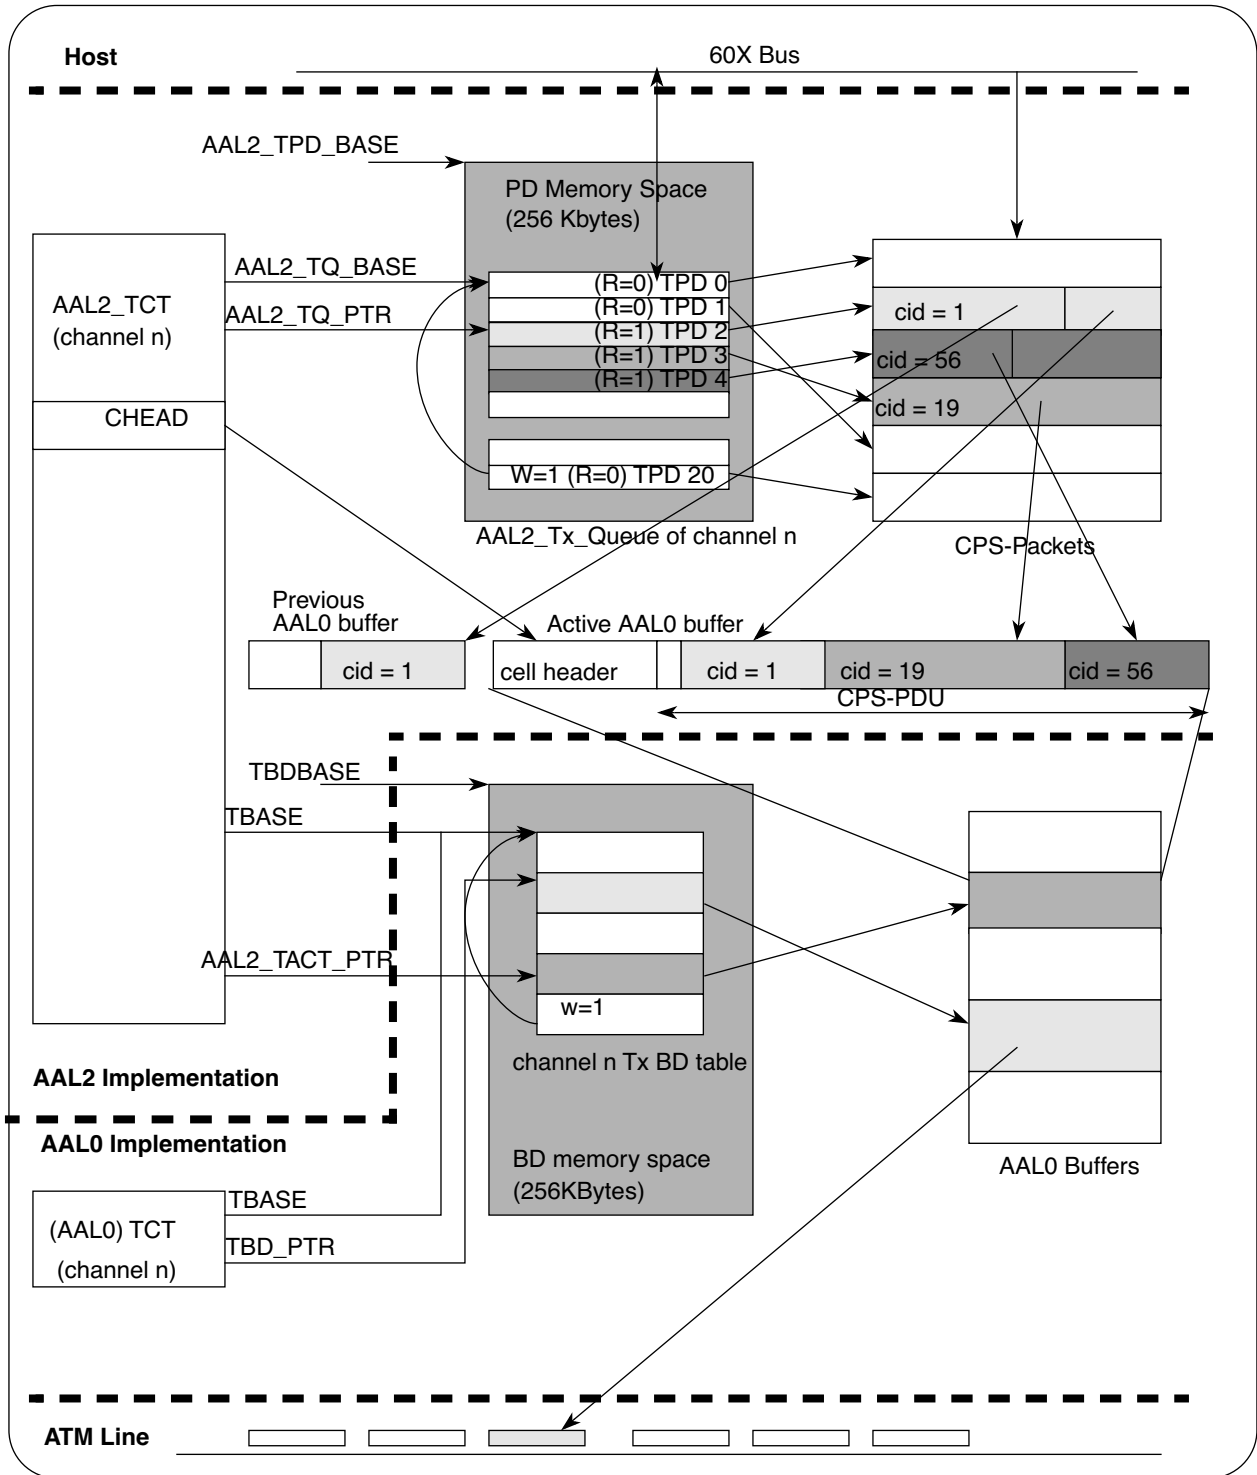 Host
60X Bus
AAL2_TPD_BASE
PD Memory Space
(256 Kbytes)
AAL2_TCT
(channel n)
AAL2_TQ_BASE
AAL2_TQ_PTR
(R=0) TPD 0
(R=0) TPD 1
(R=1) TPD 2
(R=1) TPD 3
(R=1) TPD 4
W=1 (R=0) TPD 20
cid = 1
cid = 56
cid = 19
CHEAD
AAL2_Tx_Queue of channel n
CPS-Packets
Previous
AAL0 buffer
Active AAL0 buffer
cid = 1
cell header
cid = 1
cid = 19
cid = 56
CPS-PDU
TBDBASE
TBASE
AAL2_TACT_PTR
w=1
channel n Tx BD table
AAL2 Implementation
AAL0 Implementation
BD memory space
(256KBytes)
AAL0 Buffers
(AAL0) TCT
(channel n)
TBASE
TBD_PTR
ATM Line